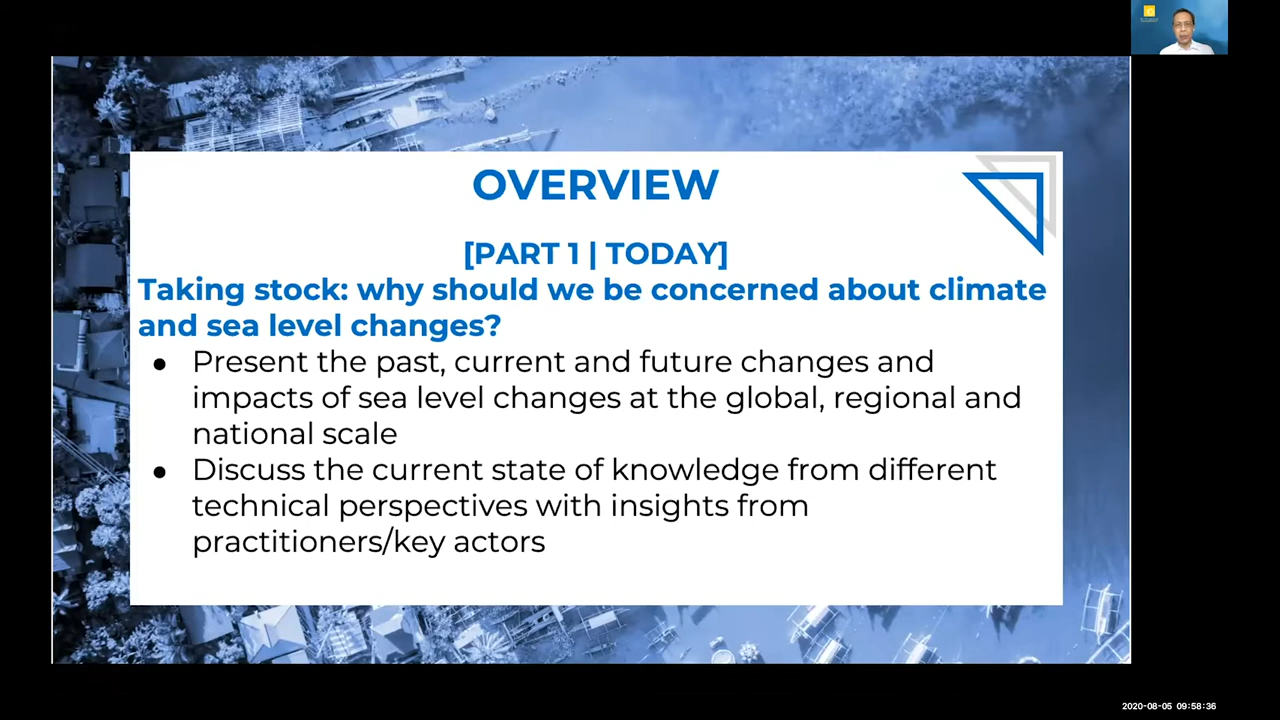 OVERVIEW
[PART 1 | TODAY]
Taking stock: why should we be concerned about climate
and sea level changes?
● Present the past, current and future changes and
impacts of sea level changes at the global, regional and
national scale
● Discuss the current state of knowledge from different
technical perspectives with insights from
practitioners/key actors
2020-08-05 09:58:36